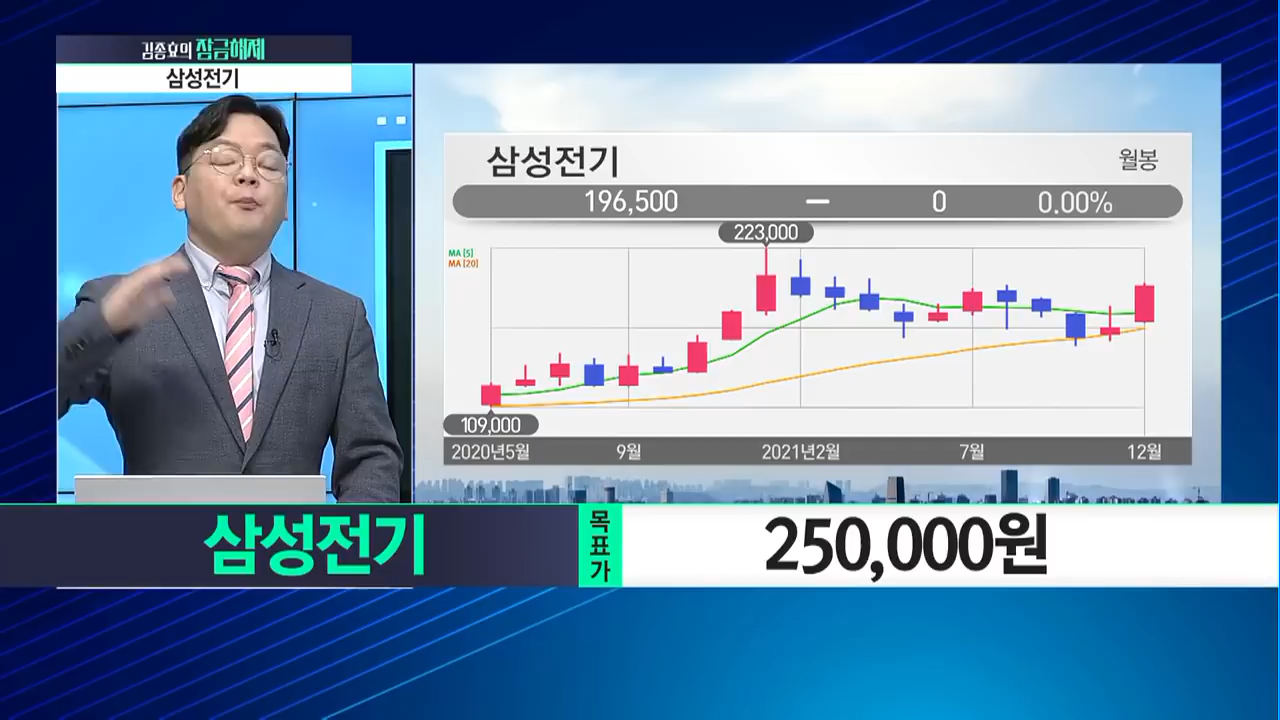 김종효의 잠금해제
삼성전기
삼성전기
월봉
196,500 — 0 0.00%
223,000
MA [5]
MA [20]
109,000
2020년5월 9월 2021년2월 7월 12월
삼성전기
목표가
250,000원